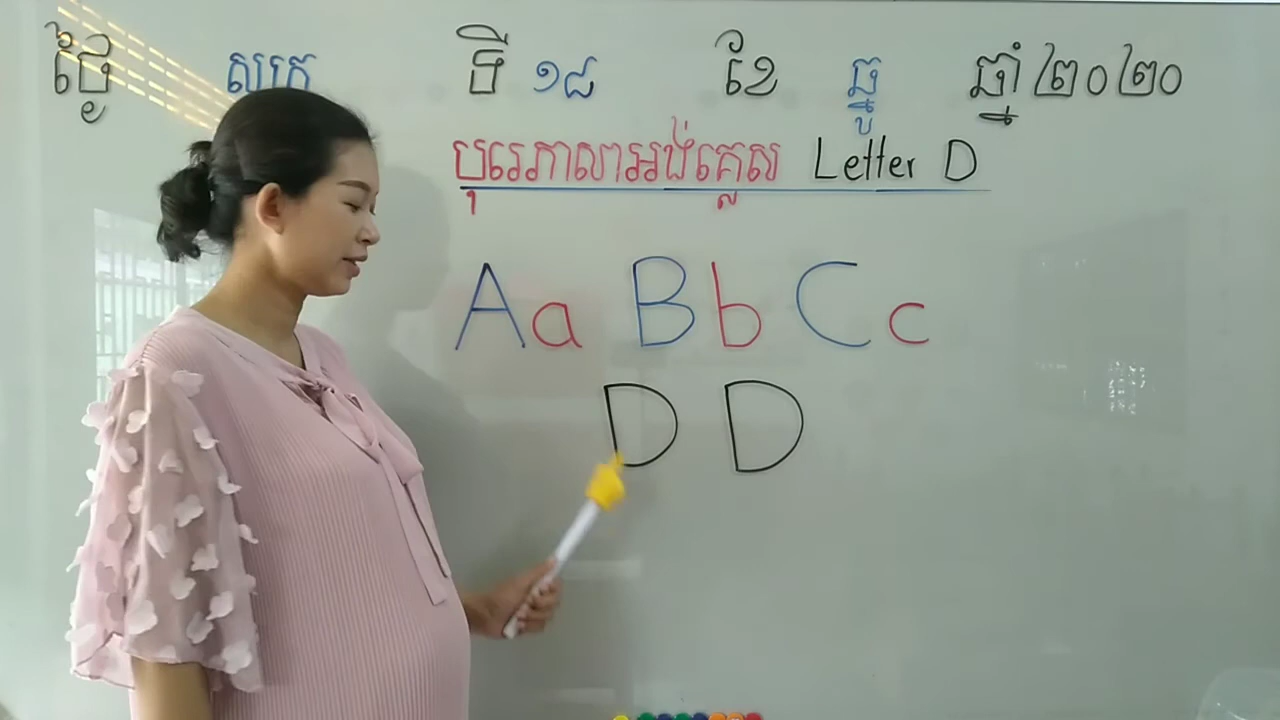 ថ្ងៃ សុក្រ ទី ១៨ ខែ ធ្នូ ឆ្នាំ ២០២០
បុរេភាសាអង់គ្លេស Letter D
Aa Bb Cc
D D